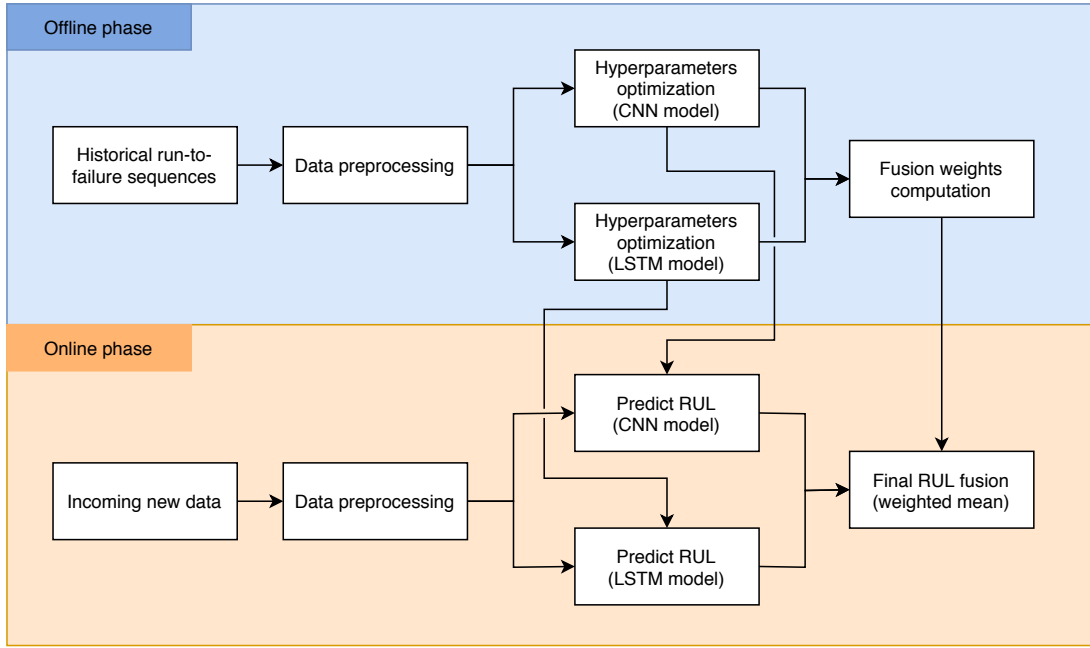 Offline phase
Hyperparameters
optimization
(CNN model)
Historical run-to-
failure sequences
Data preprocessing
Fusion weights
computation
Hyperparameters
optimization
(LSTM model)
Online phase
Predict RUL
(CNN model)
Incoming new data
Data preprocessing
Final RUL fusion
(weighted mean)
Predict RUL
(LSTM model)